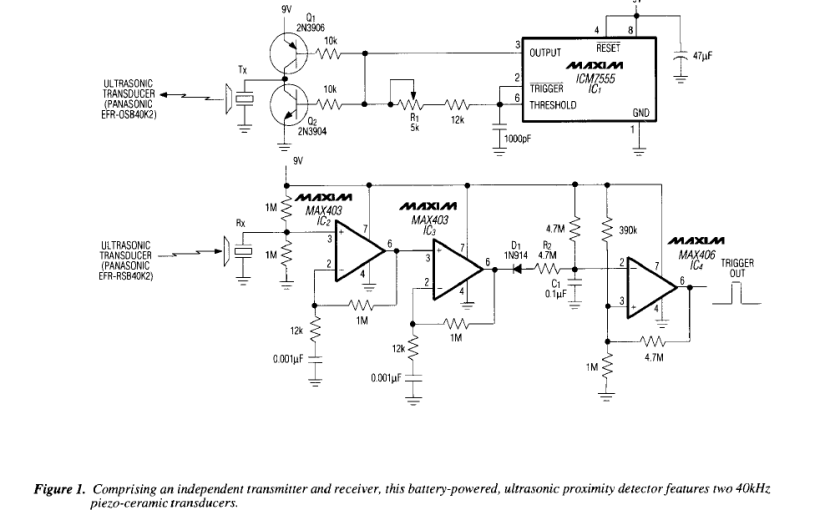 9V
9V
Q1
2N3906
10k
Tx
ULTRASONIC
TRANSDUCER
(PANASONIC
EFR-OSB40K2)
10k
Q2
2N3904
R1
5k
12k
1000pF
3
OUTPUT
4
8
RESET
MAXIM
ICM7555
IC1
2
TRIGGER
6
THRESHOLD
GND
1
47µF
9V
1M
MAXIM
MAX403
IC2
Rx
ULTRASONIC
TRANSDUCER
(PANASONIC
EFR-RSB40K2)
1M
3
+
2
-
7
6
4
1M
12k
0.001µF
MAXIM
MAX403
IC3
3
+
2
-
7
6
4
1M
12k
0.001µF
D1
1N914
R2
4.7M
4.7M
C1
0.1µF
390k
MAXIM
MAX406
IC4
2
-
3
+
7
6
4
TRIGGER
OUT
4.7M
1M
Figure 1. Comprising an independent transmitter and receiver, this battery-powered, ultrasonic proximity detector features two 40kHz
piezo-ceramic transducers.